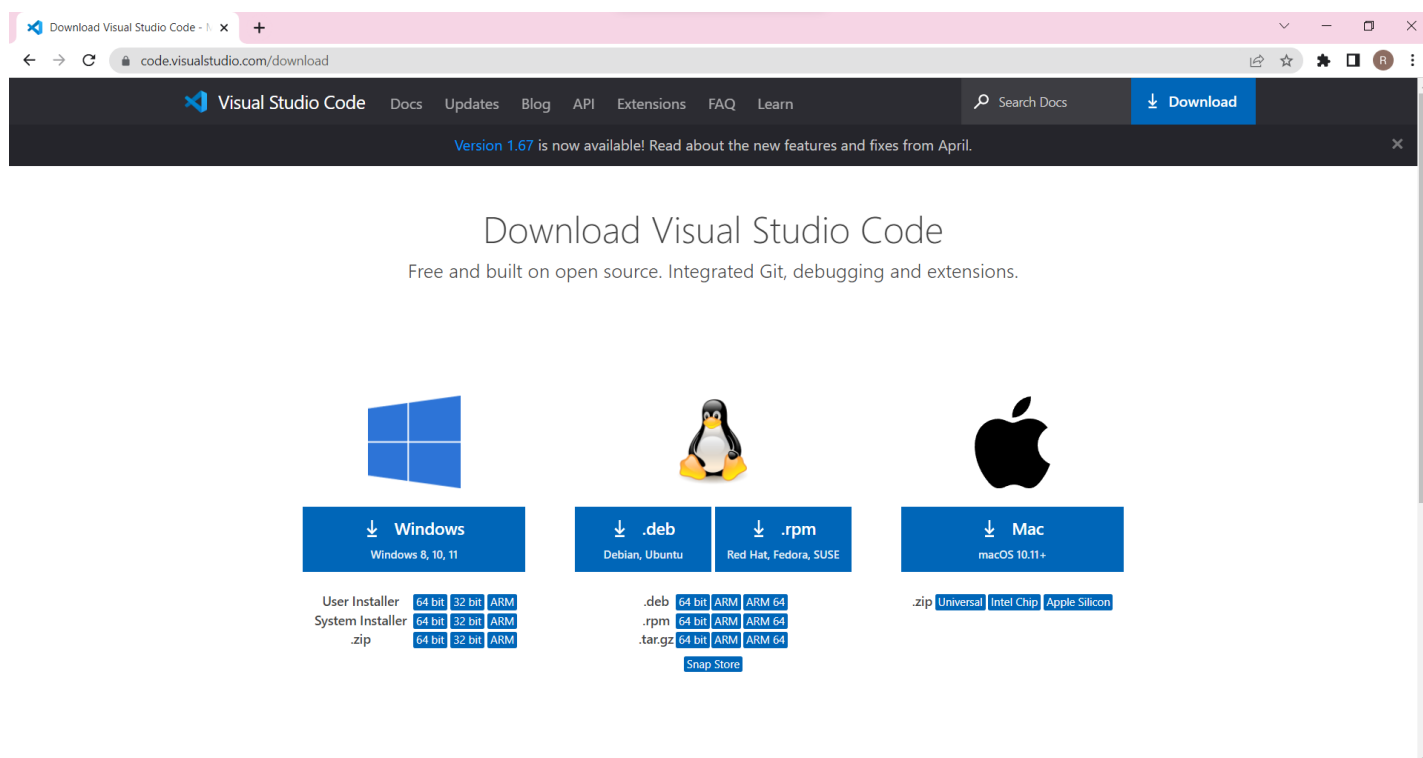 Download Visual Studio Code -
code.visualstudio.com/download
R
Visual Studio Code Docs Updates Blog API Extensions FAQ Learn Search Docs Download
Version 1.67 is now available! Read about the new features and fixes from April.
Download Visual Studio Code
Free and built on open source. Integrated Git, debugging and extensions.
Windows
Windows 8, 10, 11
User Installer 64 bit 32 bit ARM
System Installer 64 bit 32 bit ARM
.zip 64 bit 32 bit ARM
.deb
Debian, Ubuntu
.rpm
Red Hat, Fedora, SUSE
.deb 64 bit ARM ARM 64
.rpm 64 bit ARM ARM 64
.tar.gz 64 bit ARM ARM 64
Snap Store
Mac
macOS 10.11+
.zip Universal Intel Chip Apple Silicon